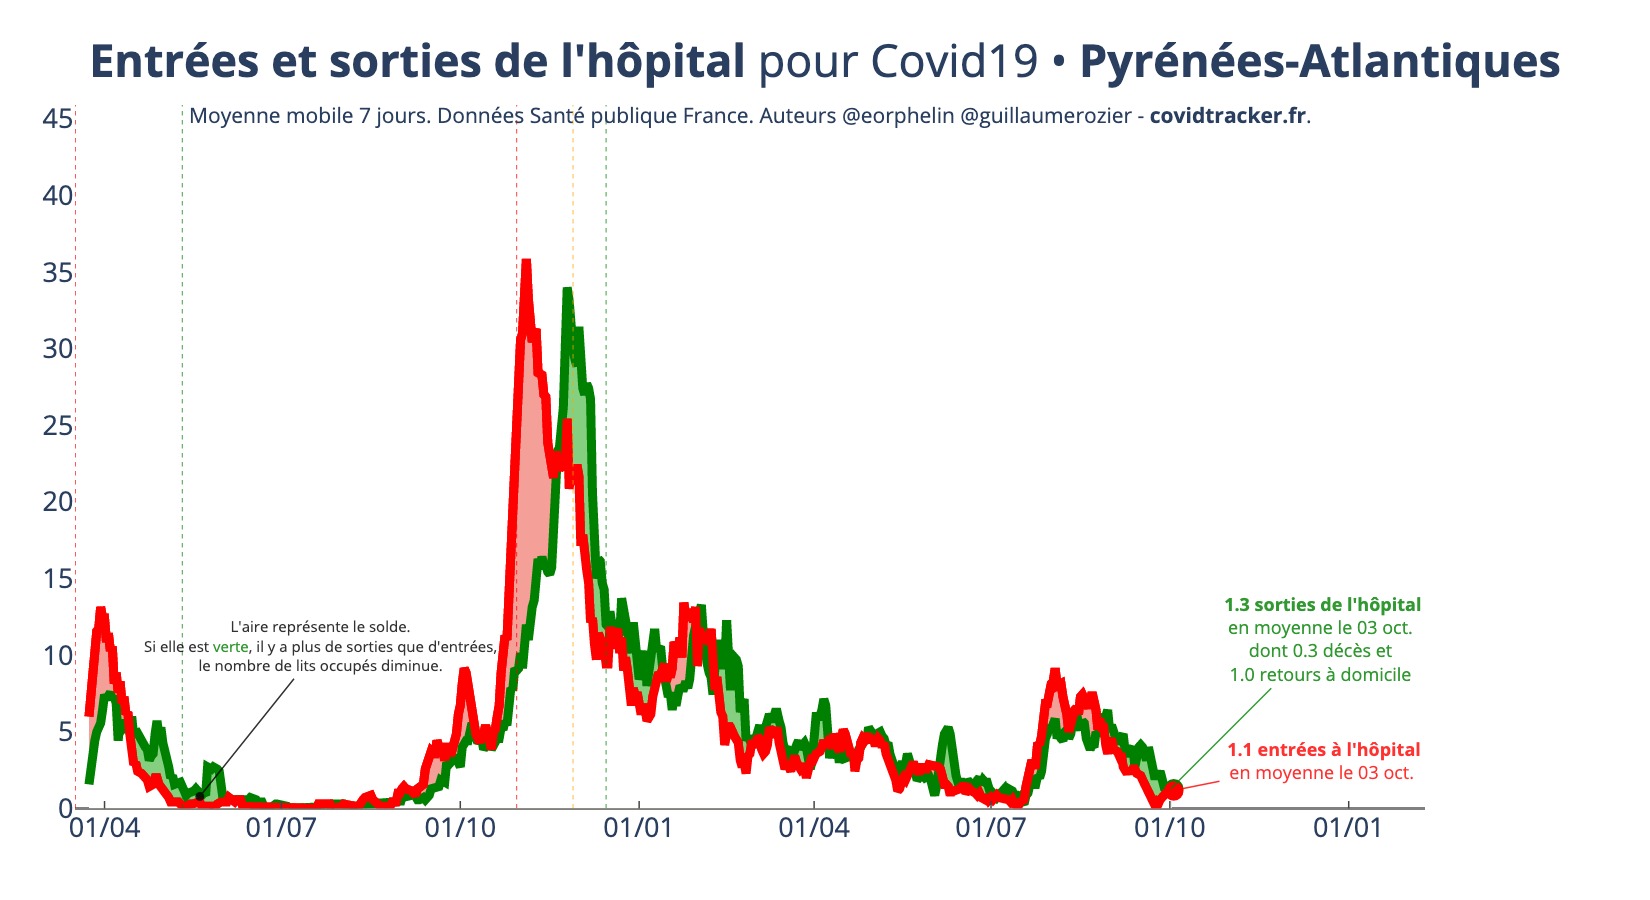 Entrées et sorties de l'hôpital pour Covid19 • Pyrénées-Atlantiques
Moyenne mobile 7 jours. Données Santé publique France. Auteurs @eorphelin @guillaumerozier - covidtracker.fr.
45
40
35
30
25
20
15
10
5
0
L'aire représente le solde.
Si elle est verte, il y a plus de sorties que d'entrées,
le nombre de lits occupés diminue.
1.3 sorties de l'hôpital
en moyenne le 03 oct.
dont 0.3 décès et
1.0 retours à domicile
1.1 entrées à l'hôpital
en moyenne le 03 oct.
01/04 01/07 01/10 01/01 01/04 01/07 01/10 01/01